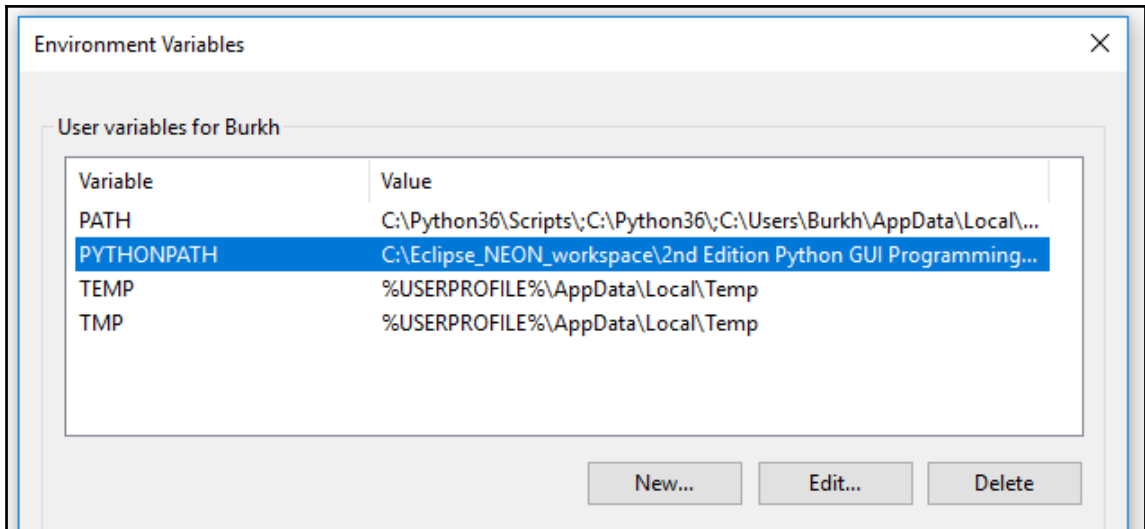 Environment Variables
User variables for Burkh
Variable Value
PATH C:\Python36\Scripts\;C:\Python36\;C:\Users\Burkh\AppData\Local\...
PYTHONPATH C:\Eclipse_NEON_workspace\2nd Edition Python GUI Programming...
TEMP %USERPROFILE%\AppData\Local\Temp
TMP %USERPROFILE%\AppData\Local\Temp
New... Edit... Delete